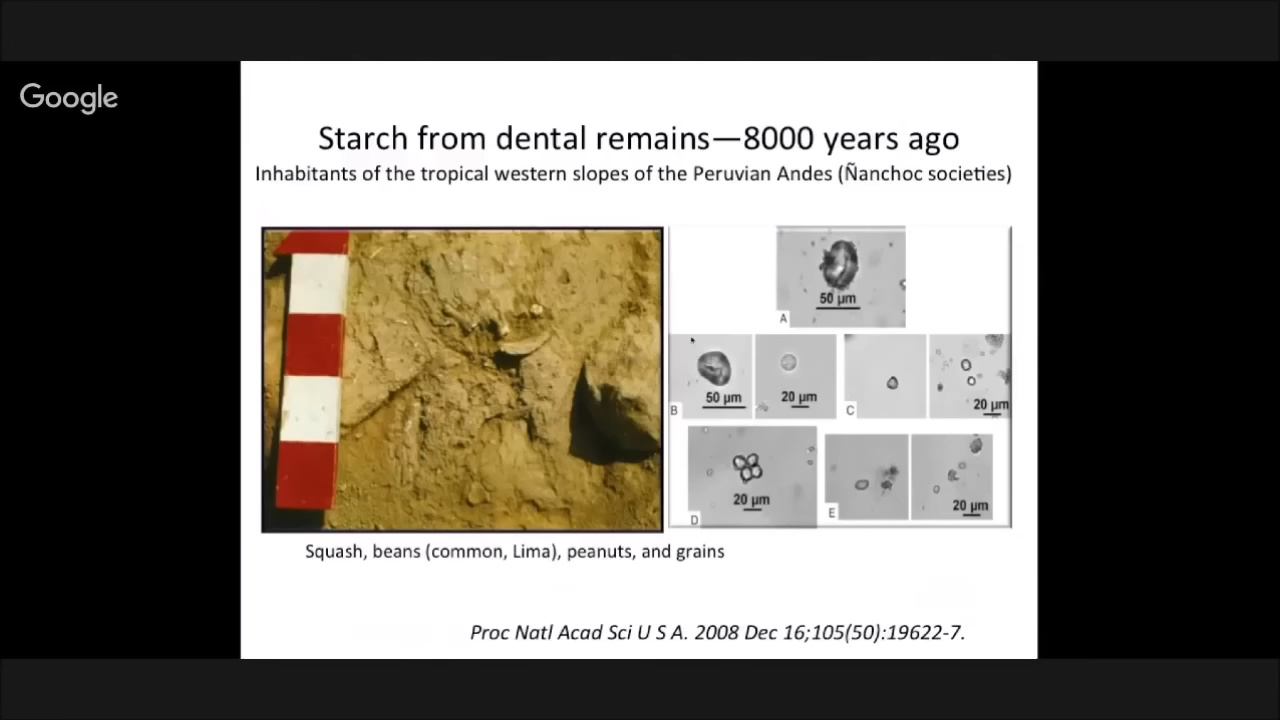 Google
Starch from dental remains—8000 years ago
Inhabitants of the tropical western slopes of the Peruvian Andes (Ñanchoc societies)
50 µm
A
50 µm
B
20 µm
C
20 µm
20 µm
D
E
20 µm
Squash, beans (common, Lima), peanuts, and grains
Proc Natl Acad Sci U S A. 2008 Dec 16;105(50):19622-7.